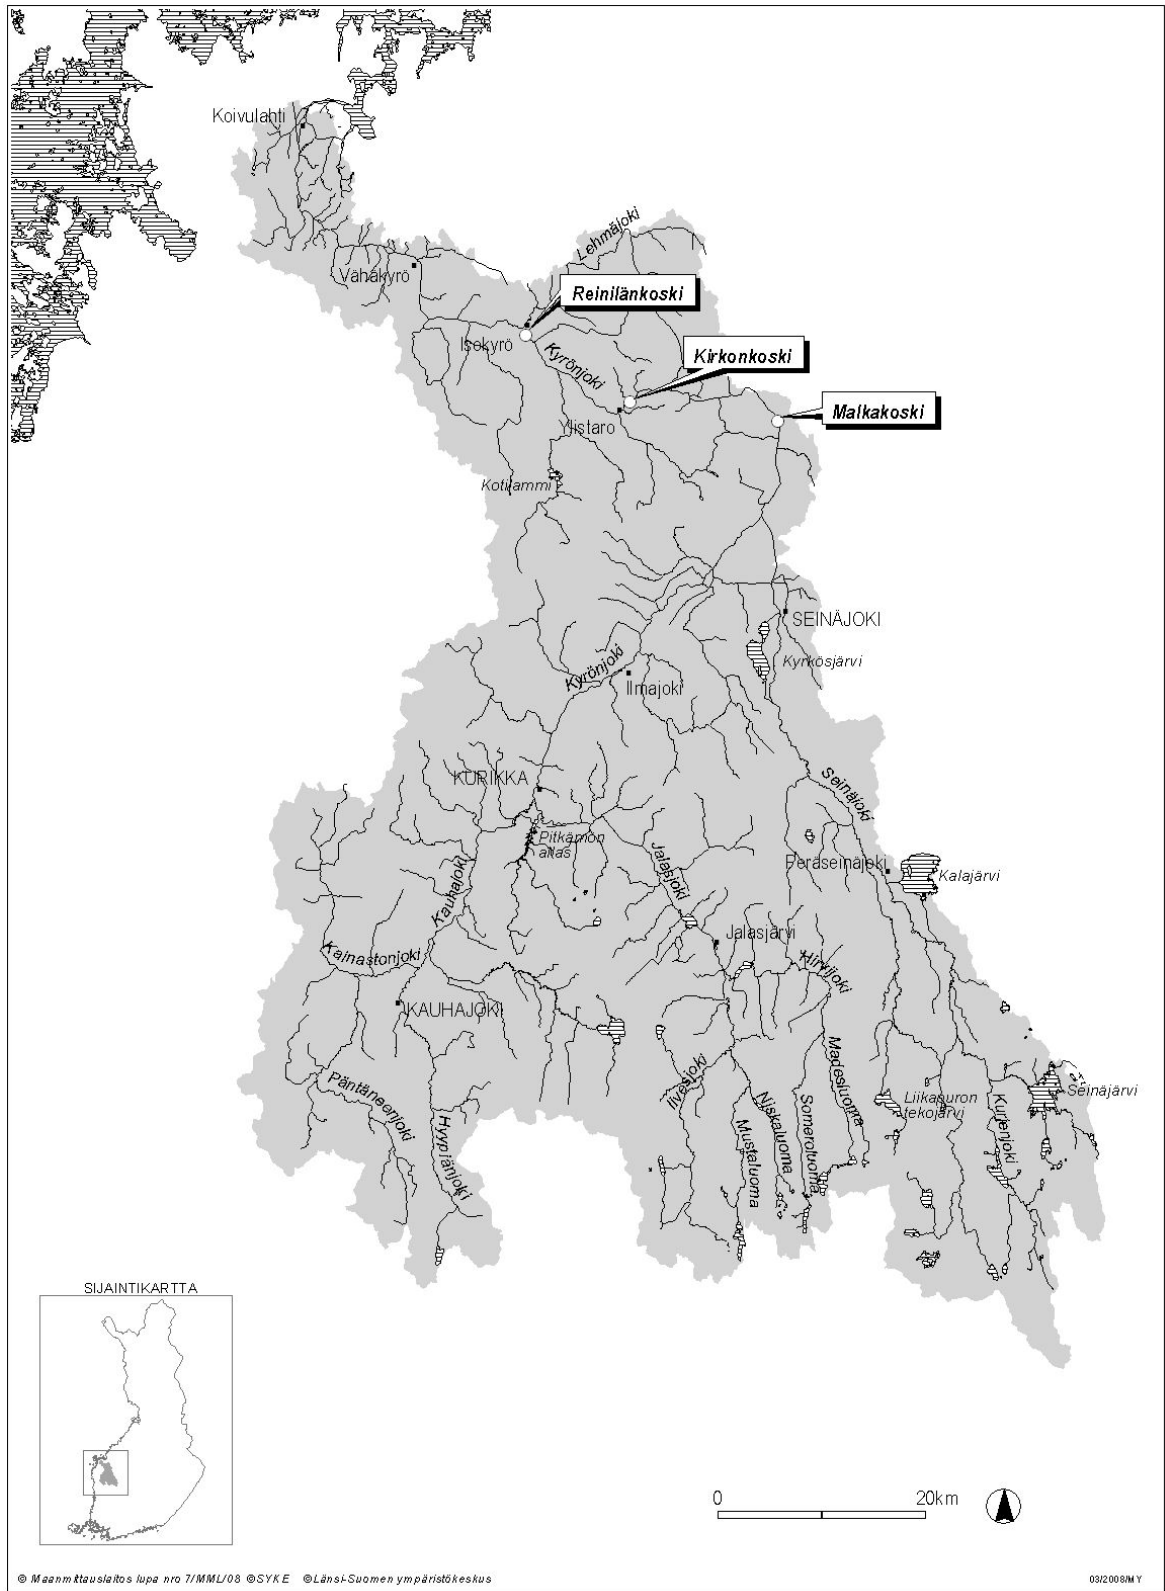 Koivulahti
Lehmäjoki
Vähäkyrö
Reinilänkoski
Isokyrö
Kyrönjoki
Kirkonkoski
Malkakoski
Ylistaro
Kotilammi
SEINÄJOKI
Kyrkösjärvi
Kyrönjoki
Ilmajoki
KURIKKA
Seinäjoki
Pitkämön
allas
Jalasjoki
Peräseinäjoki
Kalajärvi
Kauhajoki
Jalasjärvi
Kainastonjoki
Hirvijoki
KAUHAJOKI
Madesluoma
Päntäneenjoki
Ilvesjoki
Niskaluoma
Someroluoma
Liikapuron
tekojärvi
Kurjenjoki
Seinäjärvi
Hyypänjoki
Mustaluoma
SIJAINTIKARTTA
0 20km
© Maanmittauslaitos lupa nro 7/MML/08 ©SYKE ©Länsi-Suomen ympäristökeskus
03/2008/MY